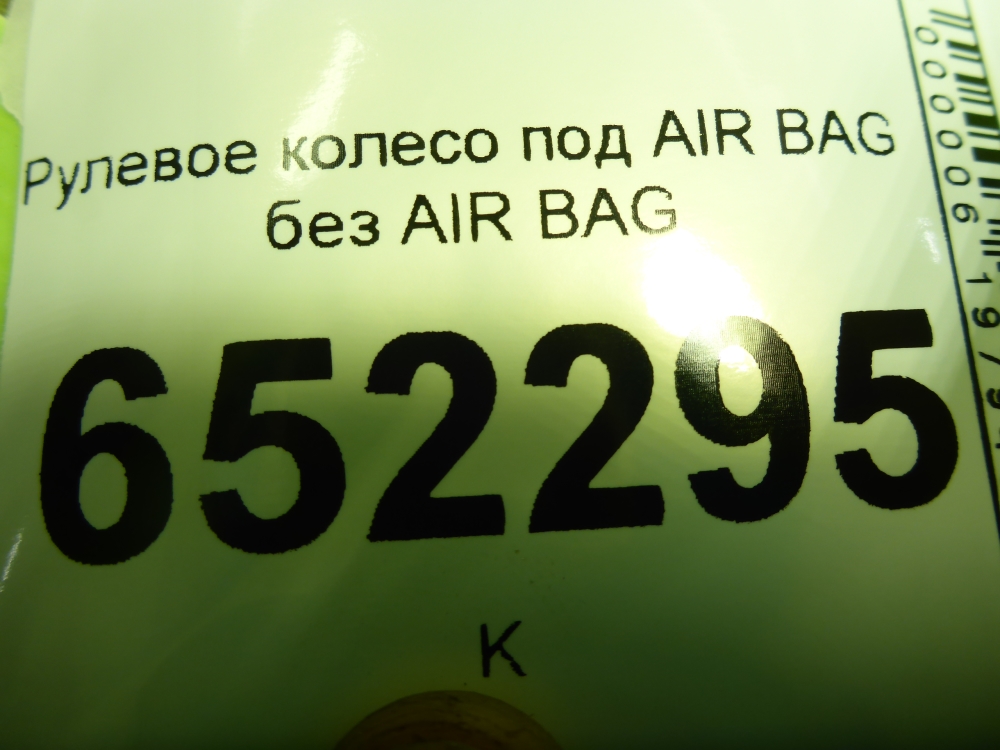 Рулевое колесо под AIR BAG
без AIR BAG
652295
К